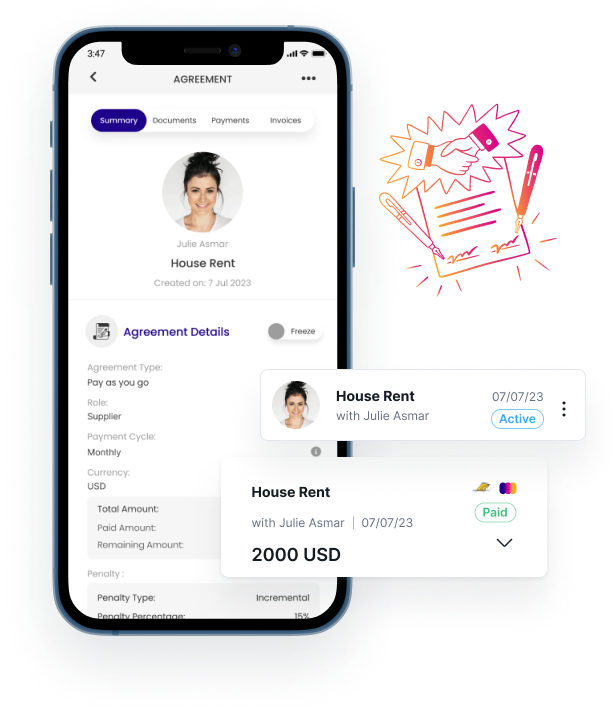 3:47
AGREEMENT
Summary Documents Payments Invoices
Julie Asmar
House Rent
Created on: 7 Jul 2023
Agreement Details
Freeze
Agreement Type:
Pay as you go
Role:
Supplier
Payment Cycle:
Monthly
Currency:
USD
Total Amount:
Paid Amount:
Remaining Amount:
Penalty :
Penalty Type: Incremental
Penalty Percentage: 15%
House Rent 07/07/23
with Julie Asmar Active
House Rent
Paid
with Julie Asmar | 07/07/23
2000 USD